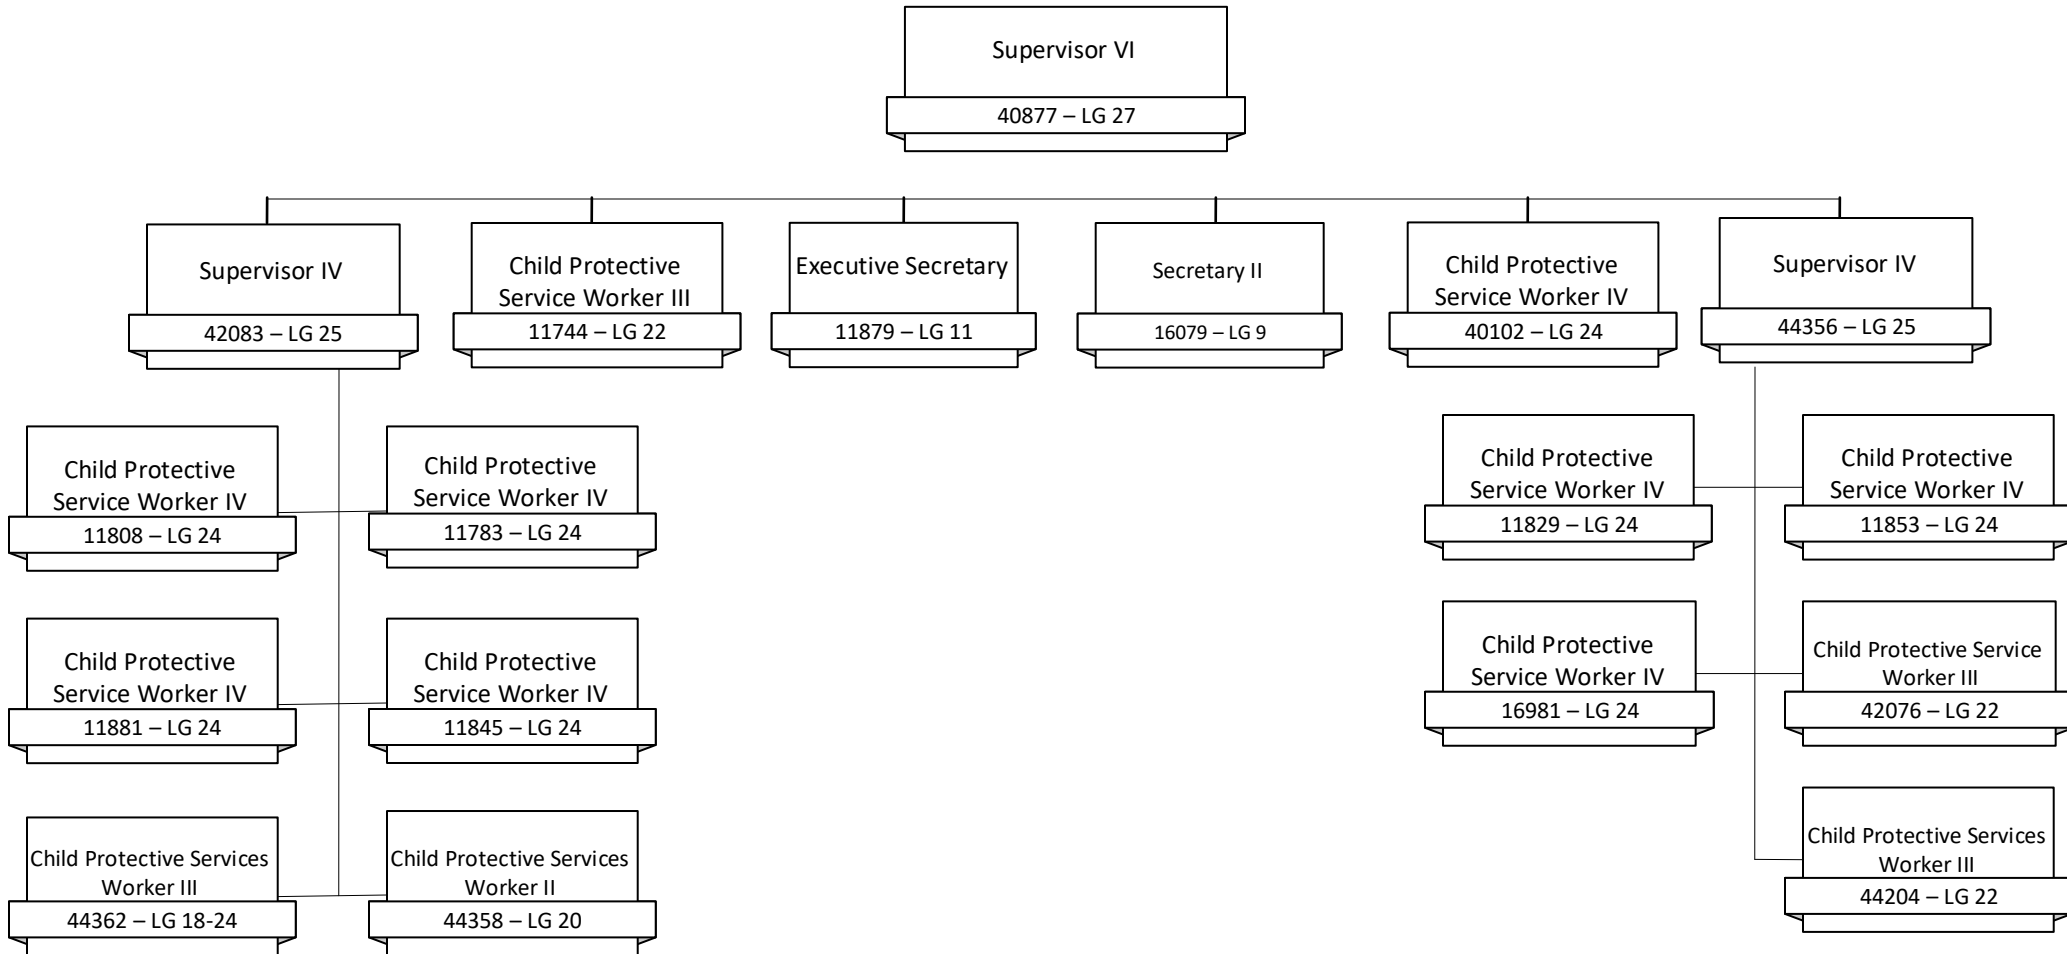 Supervisor VI
40877 – LG 27
Supervisor IV
42083 – LG 25
Child Protective
Service Worker III
11744 – LG 22
Executive Secretary
11879 – LG 11
Secretary II
16079 – LG 9
Child Protective
Service Worker IV
40102 – LG 24
Supervisor IV
44356 – LG 25
Child Protective
Service Worker IV
11808 – LG 24
Child Protective
Service Worker IV
11783 – LG 24
Child Protective
Service Worker IV
11829 – LG 24
Child Protective
Service Worker IV
11853 – LG 24
Child Protective
Service Worker IV
11881 – LG 24
Child Protective
Service Worker IV
11845 – LG 24
Child Protective
Service Worker IV
16981 – LG 24
Child Protective Service
Worker III
42076 – LG 22
Child Protective Services
Worker III
44362 – LG 18-24
Child Protective Services
Worker II
44358 – LG 20
Child Protective Services
Worker III
44204 – LG 22